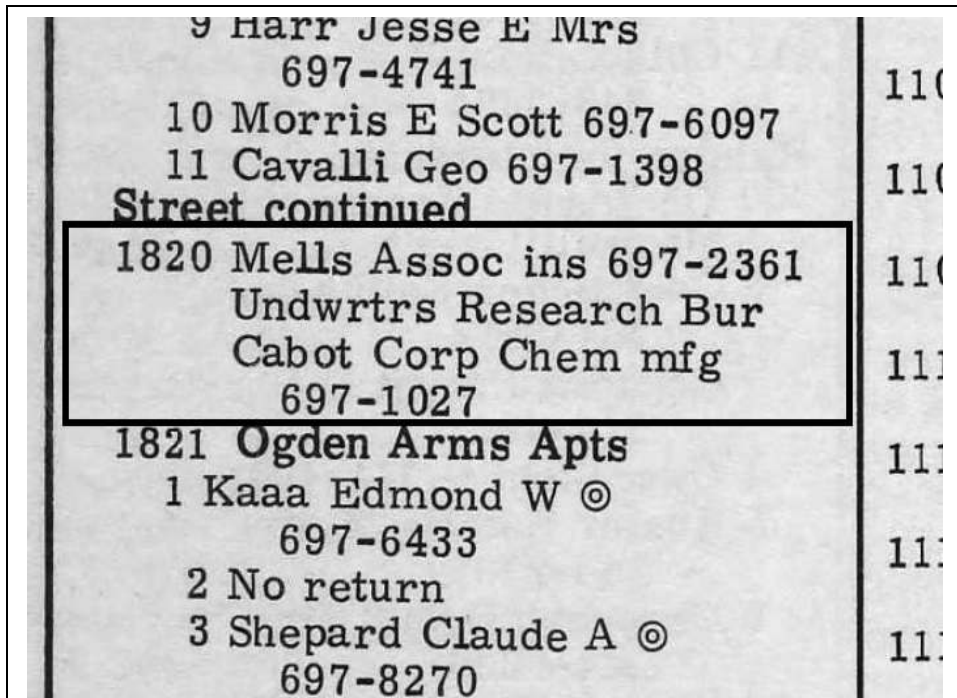 9 Harr Jesse E Mrs
697-4741
10 Morris E Scott 697-6097
11 Cavalli Geo 697-1398
Street continued
1820 Mells Assoc ins 697-2361
Undwrtrs Research Bur
Cabot Corp Chem mfg
697-1027
1821 Ogden Arms Apts
1 Kaaa Edmond W ◎
697-6433
2 No return
3 Shepard Claude A ◎
697-8270